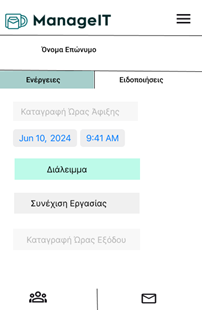 ManageIT
Όνομα Επώνυμο
Ενέργειες Ειδοποιήσεις
Καταγραφή Ώρας Άφιξης
Jun 10, 2024 9:41 AM
Διάλειμμα
Συνέχιση Εργασίας
Καταγραφή Ώρας Εξόδου